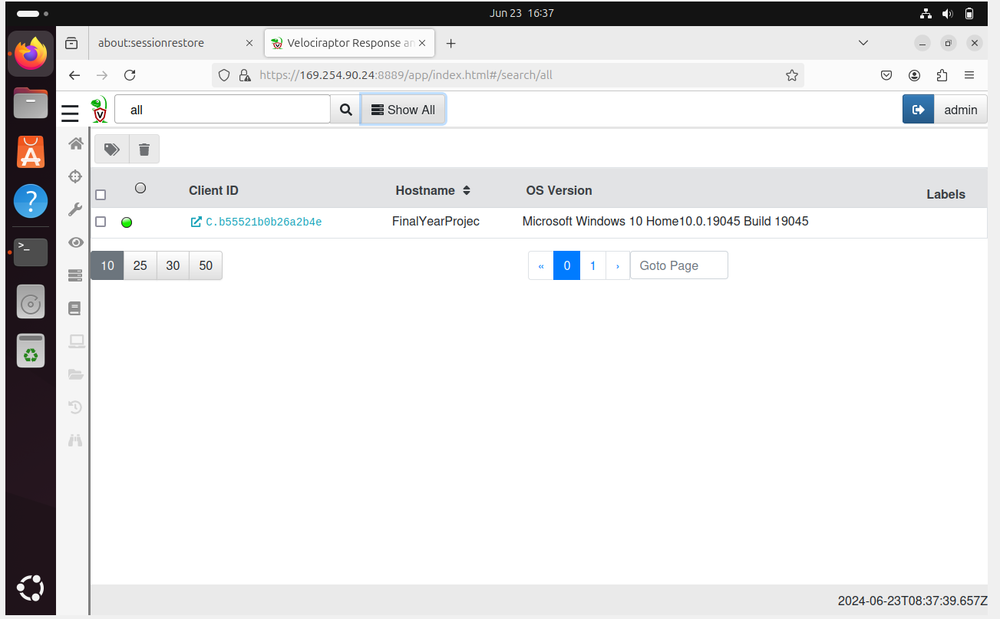 Jun 23 16:37
about:sessionrestore
Velociraptor Response an
https://169.254.90.24:8889/app/index.html#/search/all
all
Show All
admin
Client ID
Hostname
OS Version
Labels
C.b55521b0b26a2b4e
FinalYearProjec
Microsoft Windows 10 Home10.0.19045 Build 19045
10 25 30 50
« 0 1 › Goto Page
2024-06-23T08:37:39.657Z